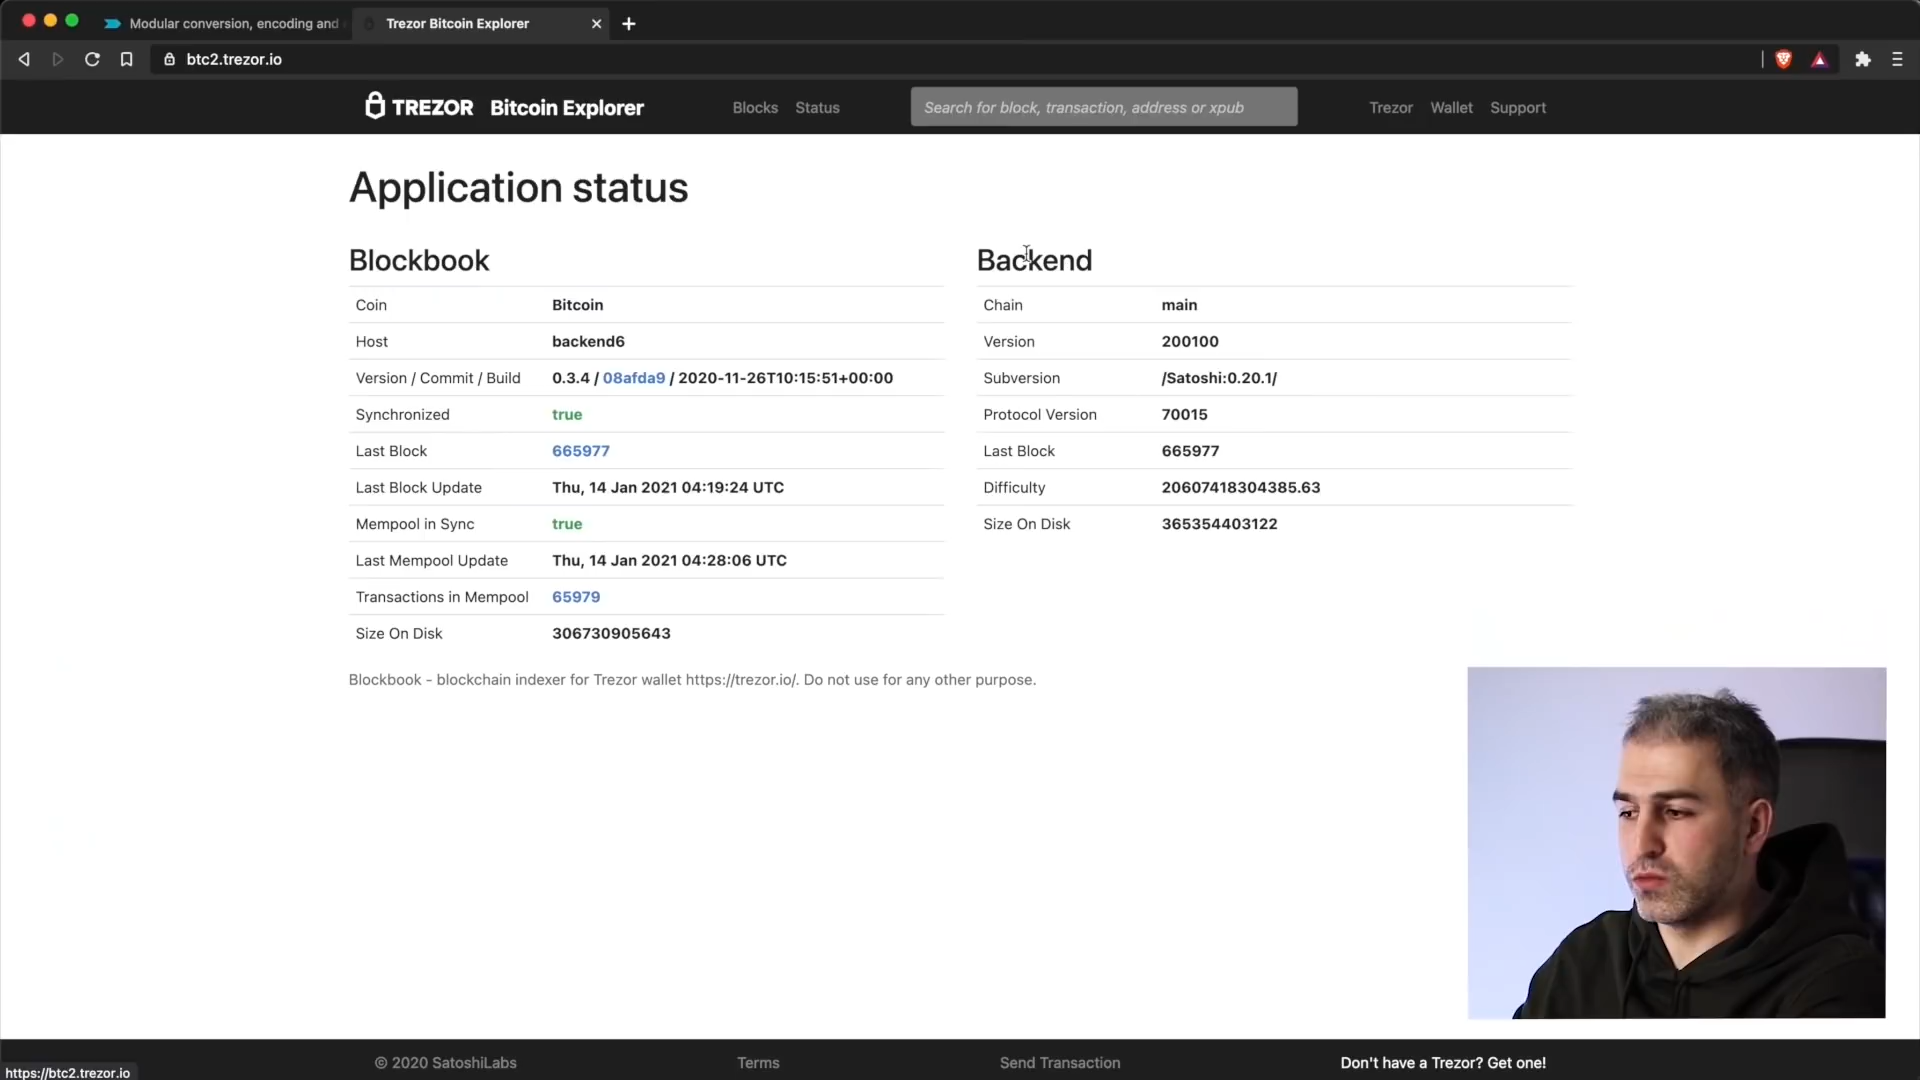 Modular conversion, encoding and
Trezor Bitcoin Explorer
btc2.trezor.io
TREZOR Bitcoin Explorer
Blocks Status
Search for block, transaction, address or xpub
Trezor Wallet Support
Application status
Blockbook
Coin Bitcoin
Host backend6
Version / Commit / Build 0.3.4 / 08afda9 / 2020-11-26T10:15:51+00:00
Synchronized true
Last Block 665977
Last Block Update Thu, 14 Jan 2021 04:19:24 UTC
Mempool in Sync true
Last Mempool Update Thu, 14 Jan 2021 04:28:06 UTC
Transactions in Mempool 65979
Size On Disk 306730905643
Backend
Chain main
Version 200100
Subversion /Satoshi:0.20.1/
Protocol Version 70015
Last Block 665977
Difficulty 20607418304385.63
Size On Disk 365354403122
Blockbook - blockchain indexer for Trezor wallet https://trezor.io/. Do not use for any other purpose.
© 2020 SatoshiLabs
Terms
Send Transaction
Don't have a Trezor? Get one!
https://btc2.trezor.io